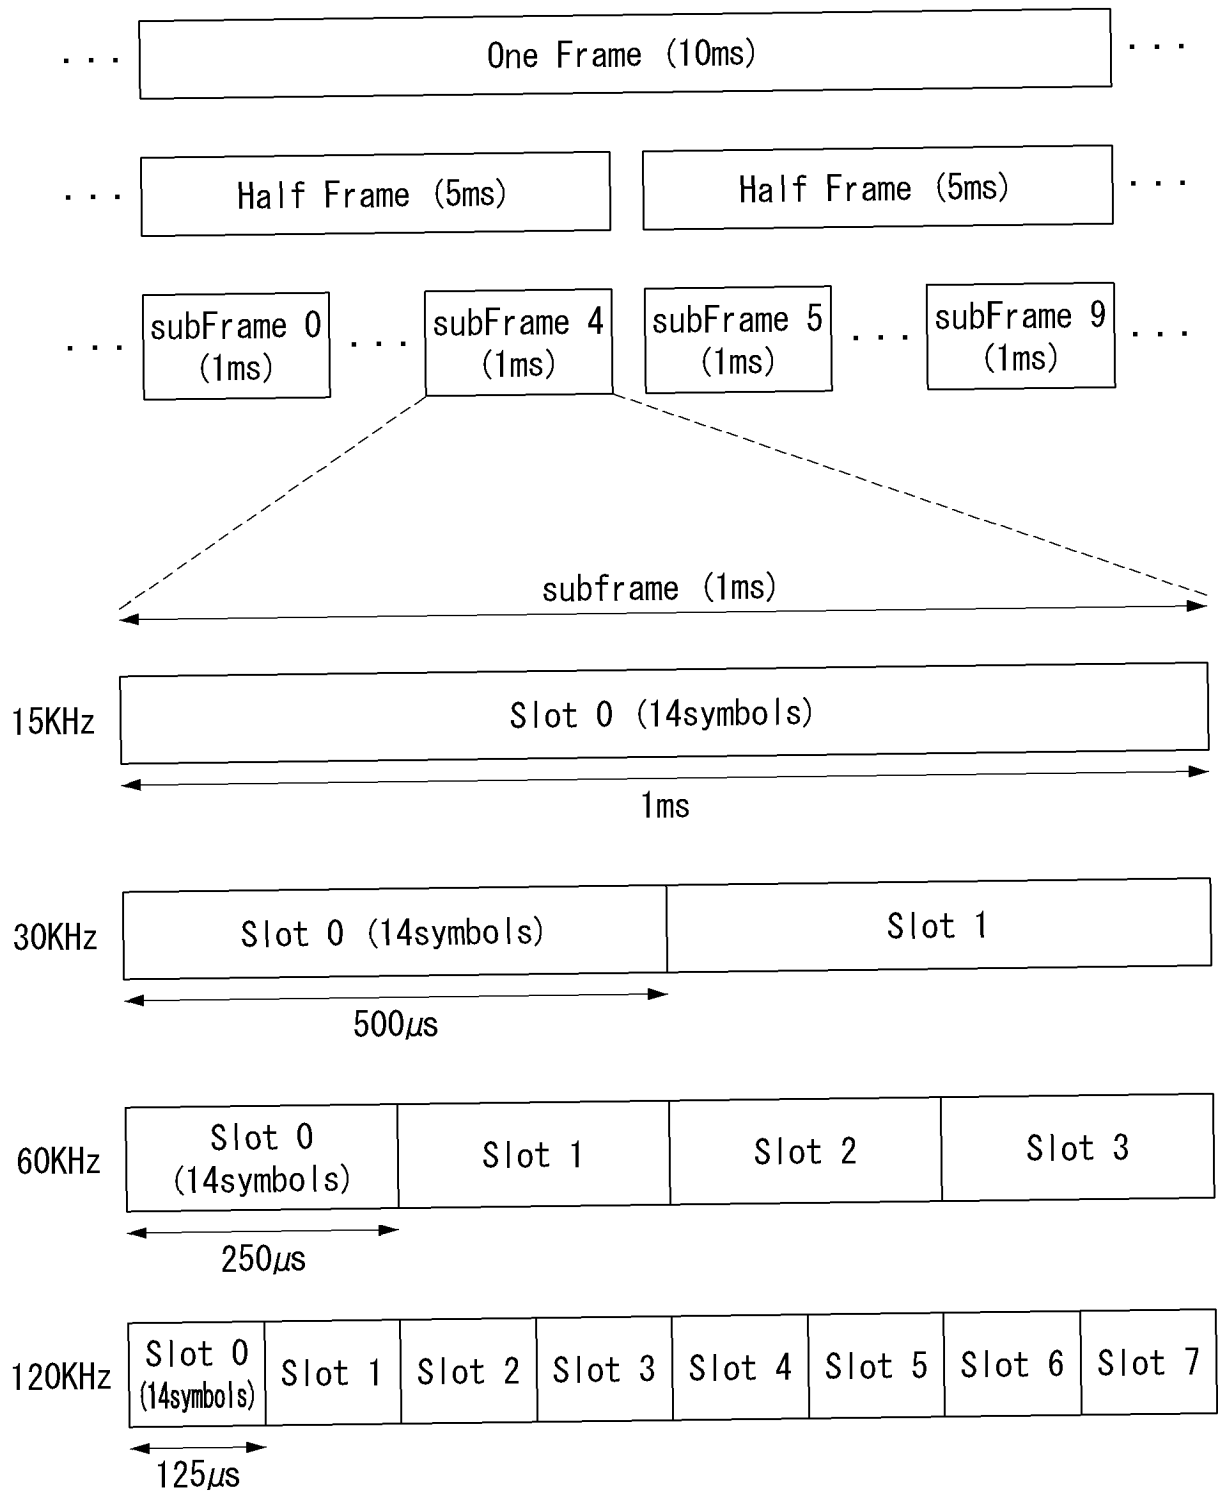 ... One Frame (10ms) ...
... Half Frame (5ms) Half Frame (5ms) ...
subFrame 0 subFrame 4 subFrame 5 subFrame 9
... (1ms) ... (1ms) (1ms) ... (1ms) ...
subframe (1ms)
15KHz Slot 0 (14symbols)
1ms
30KHz Slot 0 (14symbols) Slot 1
500μs
60KHz Slot 0 Slot 1 Slot 2 Slot 3
(14symbols)
250μs
120KHz Slot 0 Slot 1 Slot 2 Slot 3 Slot 4 Slot 5 Slot 6 Slot 7
(14symbols)
125μs